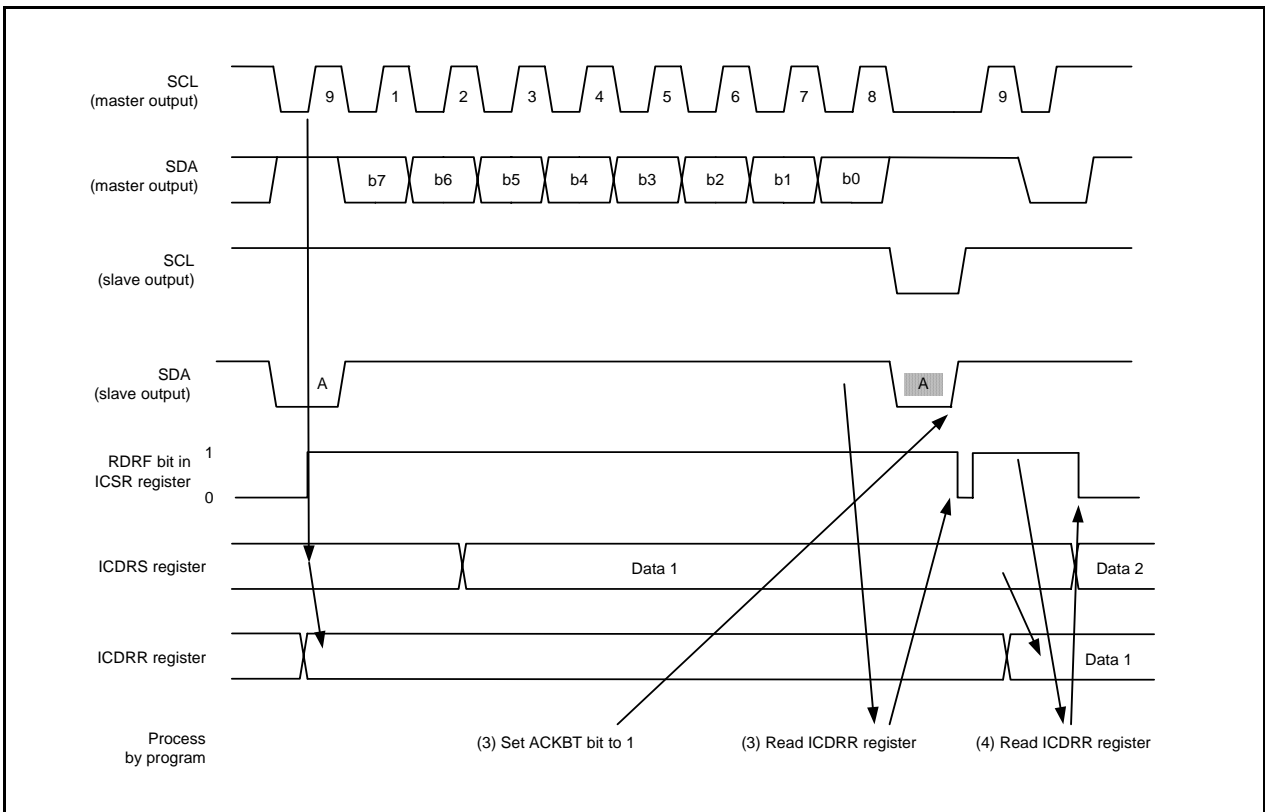 SCL
(master output)
9 1 2 3 4 5 6 7 8 9
SDA
(master output)
b7 b6 b5 b4 b3 b2 b1 b0
SCL
(slave output)
SDA
(slave output)
A A
RDRF bit in
ICSR register
1
0
ICDRS register
Data 1 Data 2
ICDRR register
Data 1
Process
by program
(3) Set ACKBT bit to 1 (3) Read ICDRR register (4) Read ICDRR register